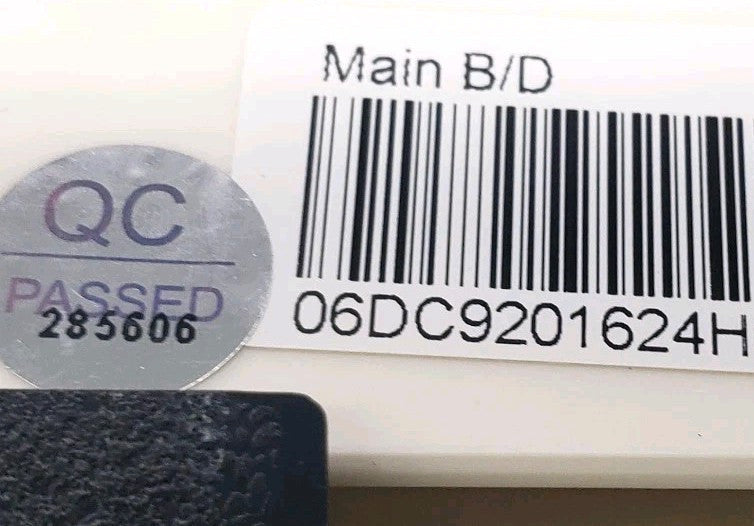 Main B/D
06DC9201624H
QC
PASSED
285606